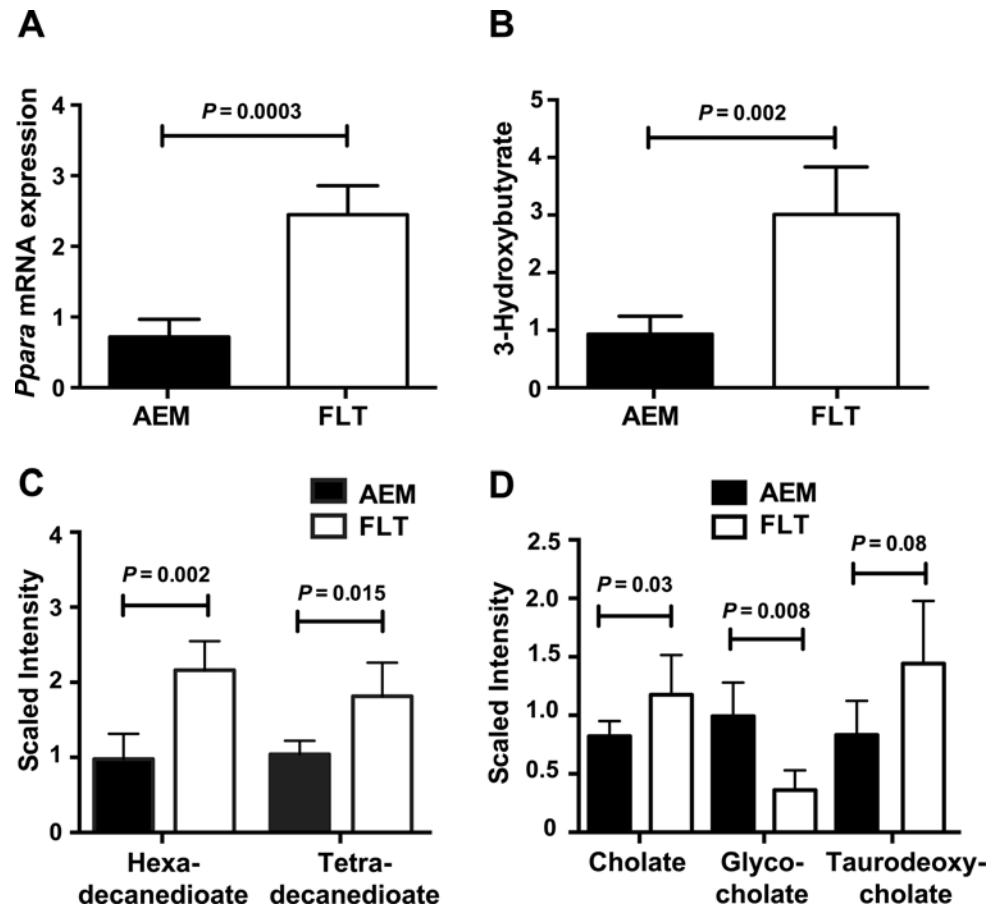 A
Ppara mRNA expression
4
3
2
1
0
P = 0.0003
AEM
FLT
B
3-Hydroxybutyrate
5
4
3
2
1
0
P = 0.002
AEM
FLT
C
AEM
FLT
Scaled Intensity
4
3
2
1
0
P = 0.002
P = 0.015
Hexa-
decanedioate
Tetra-
decanedioate
D
AEM
FLT
Scaled Intensity
2.5
2.0
1.5
1.0
0.5
0
P = 0.03
P = 0.008
P = 0.08
Cholate
Glyco-
cholate
Taurodeoxy-
cholate